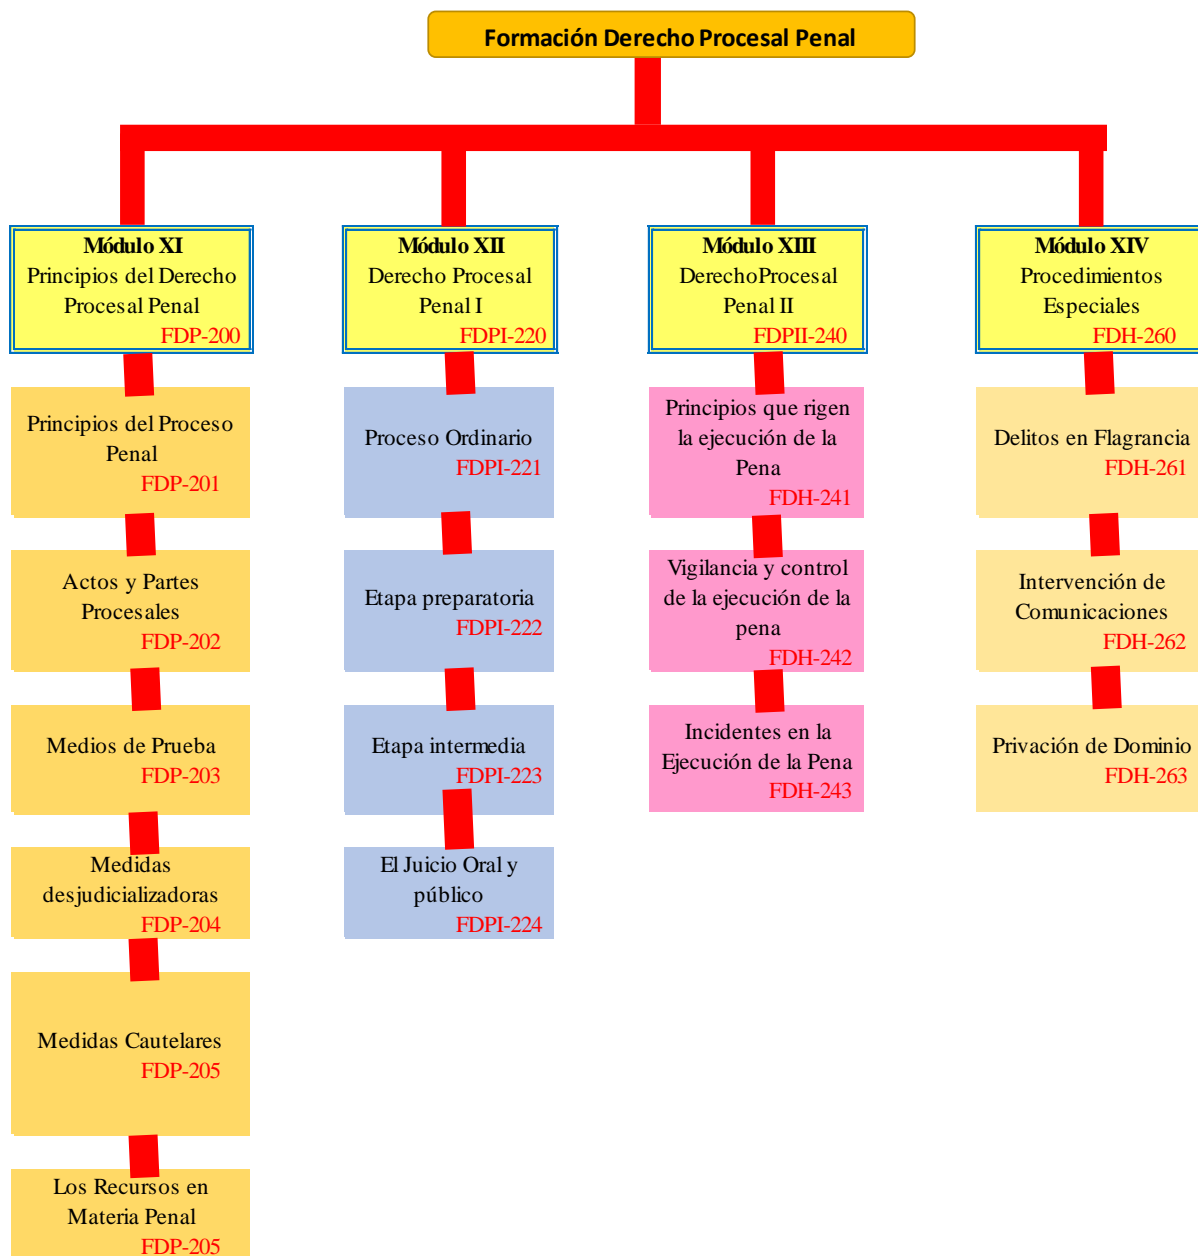 Formación Derecho Procesal Penal
Módulo XI
Principios del Derecho
Procesal Penal
FDP-200
Principios del Proceso
Penal
FDP-201
Actos y Partes
Procesales
FDP-202
Medios de Prueba
FDP-203
Medidas
desjudicializadoras
FDP-204
Medidas Cautelares
FDP-205
Los Recursos en
Materia Penal
FDP-205
Módulo XII
Derecho Procesal
Penal I
FDPI-220
Proceso Ordinario
FDPI-221
Etapa preparatoria
FDPI-222
Etapa intermedia
FDPI-223
El Juicio Oral y
público
FDPI-224
Módulo XIII
DerechoProcesal
Penal II
FDPII-240
Principios que rigen
la ejecución de la
Pena
FDH-241
Vigilancia y control
de la ejecución de la
pena
FDH-242
Incidentes en la
Ejecución de la Pena
FDH-243
Módulo XIV
Procedimientos
Especiales
FDH-260
Delitos en Flagrancia
FDH-261
Intervención de
Comunicaciones
FDH-262
Privación de Dominio
FDH-263